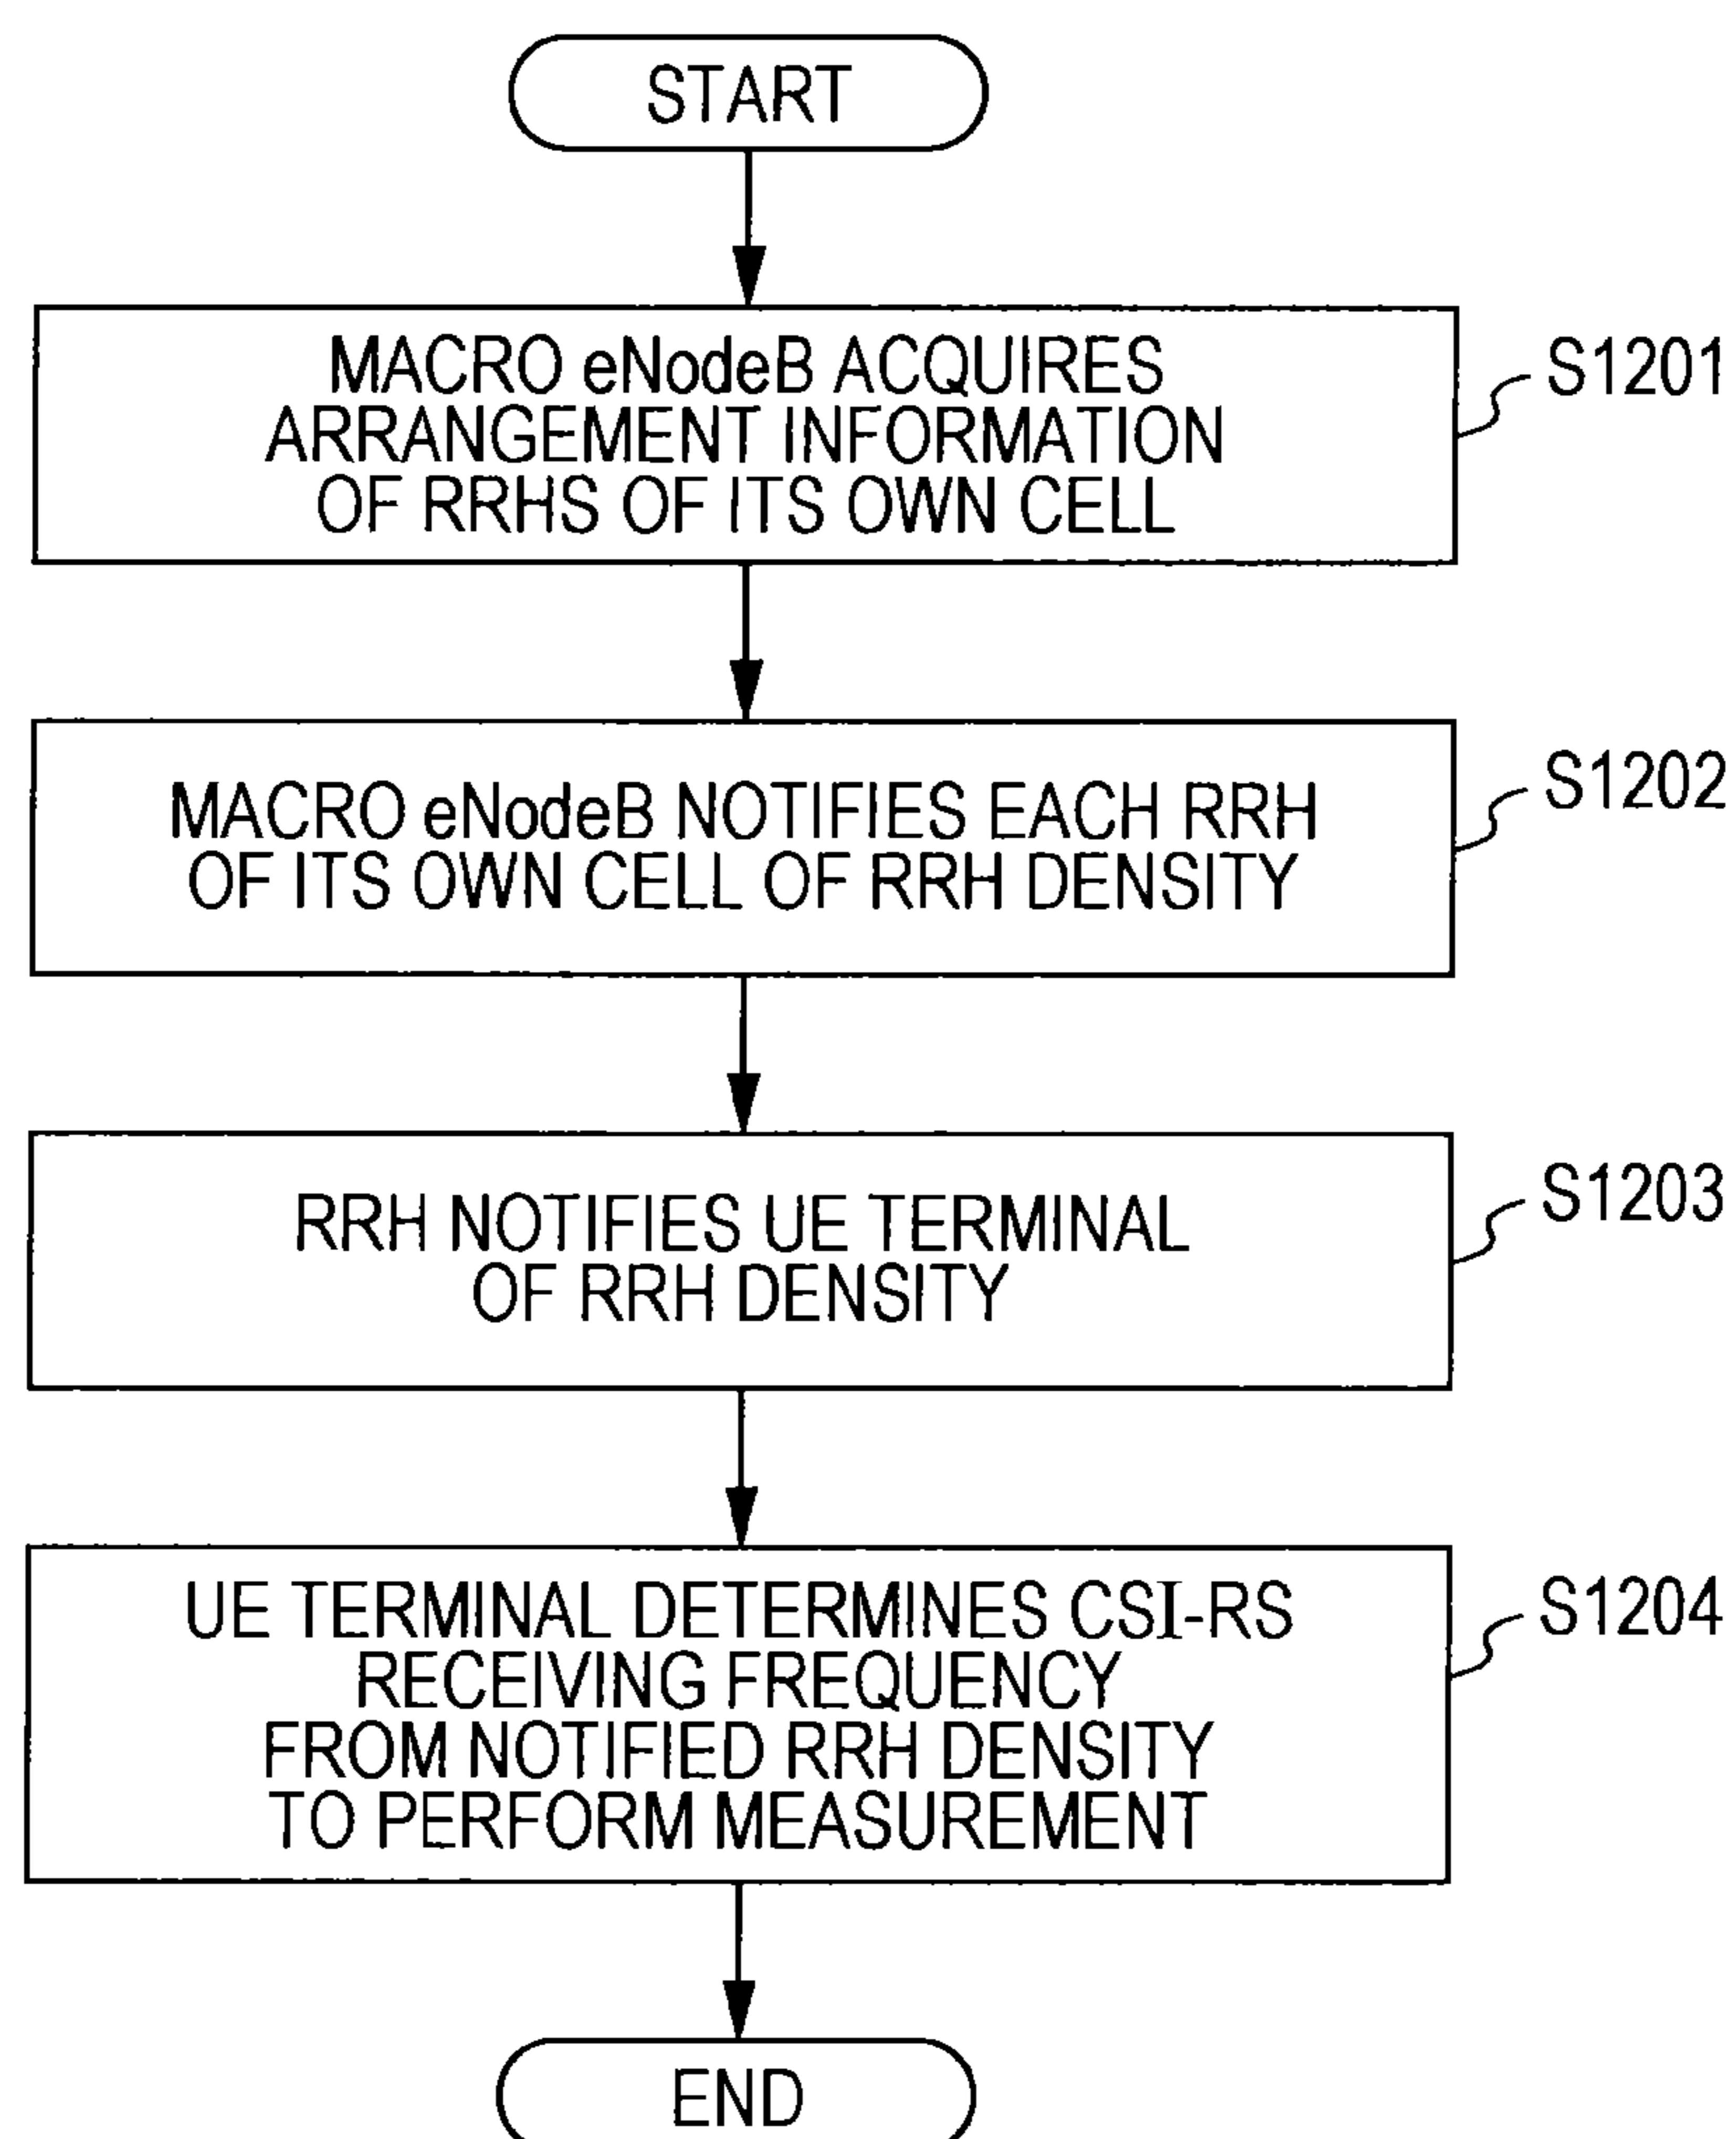 START
MACRO eNodeB ACQUIRES
ARRANGEMENT INFORMATION
OF RRHS OF ITS OWN CELL
S1201
MACRO eNodeB NOTIFIES EACH RRH
OF ITS OWN CELL OF RRH DENSITY
S1202
RRH NOTIFIES UE TERMINAL
OF RRH DENSITY
S1203
UE TERMINAL DETERMINES CSI-RS
RECEIVING FREQUENCY
FROM NOTIFIED RRH DENSITY
TO PERFORM MEASUREMENT
S1204
END